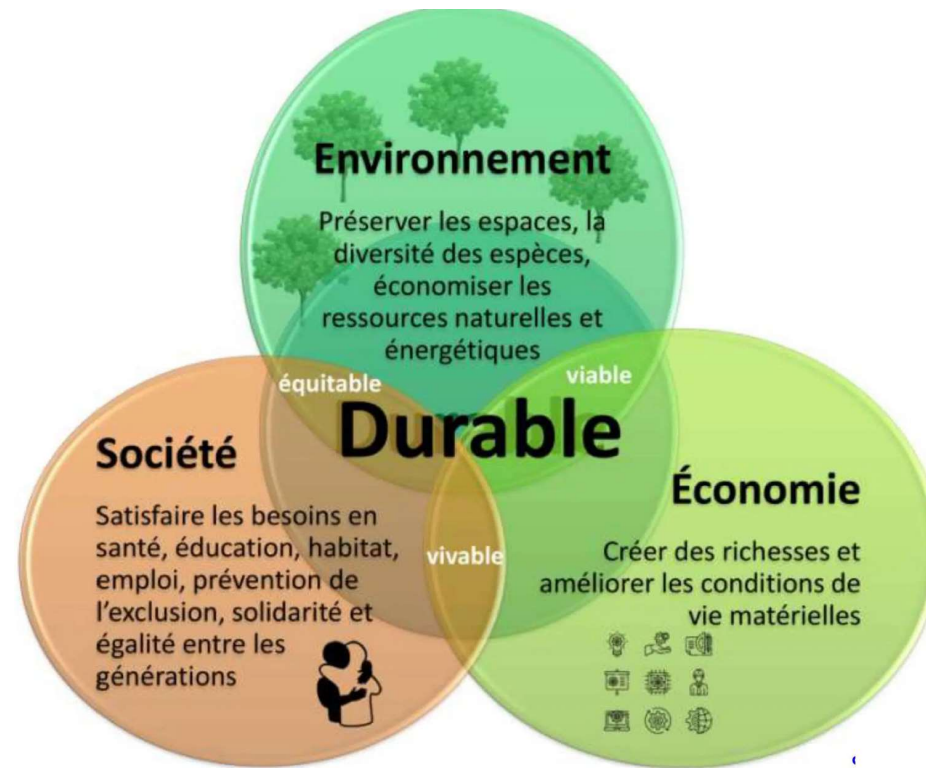 Environnement
Préserver les espaces, la
diversité des espèces,
économiser les
ressources naturelles et
énergétiques
équitable
viable
Durable
Société
Satisfaire les besoins en
santé, éducation, habitat,
emploi, prévention de
l'exclusion, solidarité et
égalité entre les
générations
vivable
Économie
Créer des richesses et
améliorer les conditions de
vie matérielles